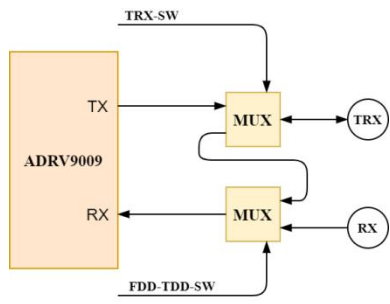 TRX-SW
TX
MUX
TRX
ADRV9009
RX
MUX
RX
FDD-TDD-SW